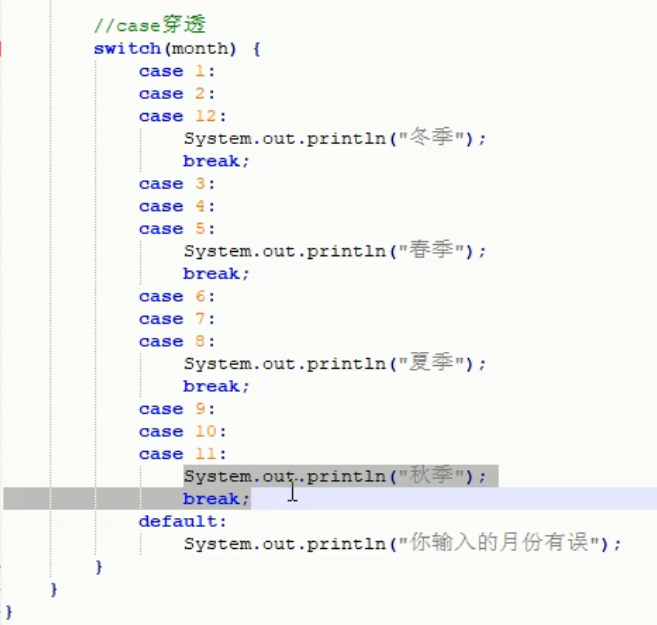 //case穿透
switch(month) {
case 1:
case 2:
case 12:
System.out.println("冬季");
break;
case 3:
case 4:
case 5:
System.out.println("春季");
break;
case 6:
case 7:
case 8:
System.out.println("夏季");
break;
case 9:
case 10:
case 11:
System.out.println("秋季");
break;
default:
System.out.println("你输入的月份有误");
}
}
}